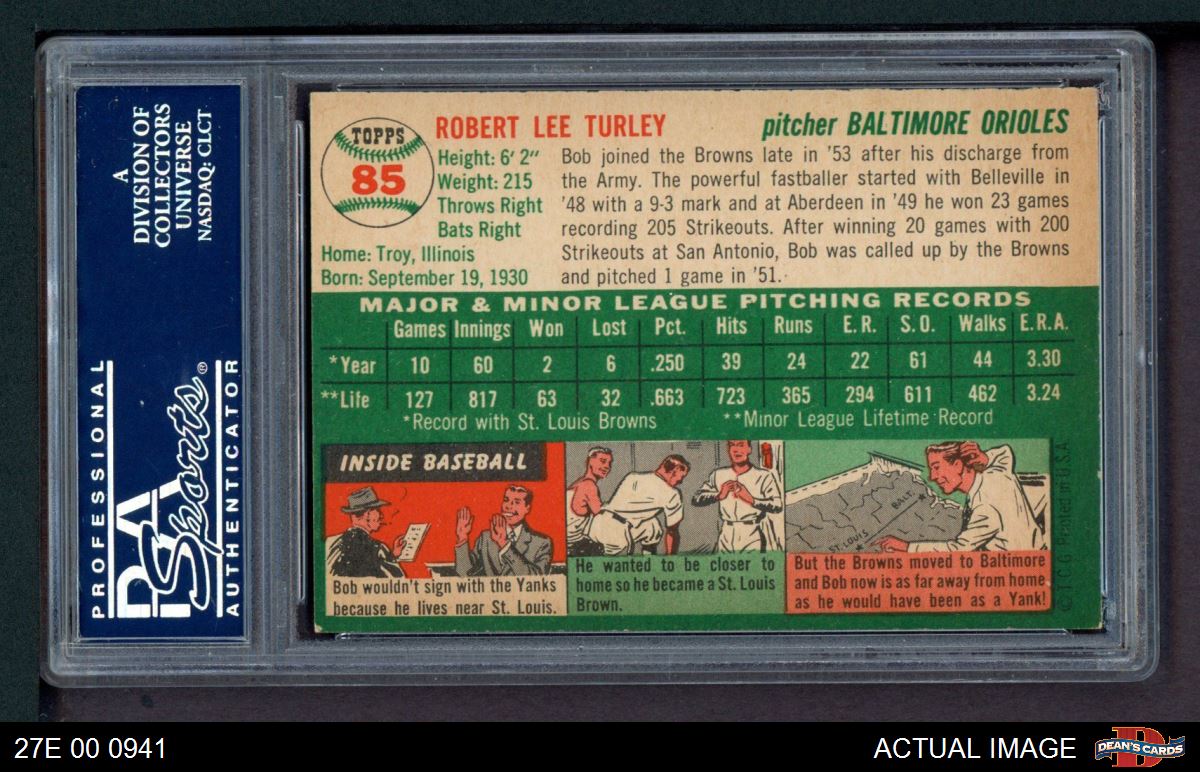 A
DIVISION OF
COLLECTORS
UNIVERSE
NASDAQ: CLCT
PROFESSIONAL
PSA
Sports®
AUTHENTICATOR
TOPPS
85
ROBERT LEE TURLEY
pitcher BALTIMORE ORIOLES
Height: 6' 2"
Weight: 215
Throws Right
Bats Right
Home: Troy, Illinois
Born: September 19, 1930
Bob joined the Browns late in '53 after his discharge from
the Army. The powerful fastballer started with Belleville in
'48 with a 9-3 mark and at Aberdeen in '49 he won 23 games
recording 205 Strikeouts. After winning 20 games with 200
Strikeouts at San Antonio, Bob was called up by the Browns
and pitched 1 game in '51.
MAJOR & MINOR LEAGUE PITCHING RECORDS
Games Innings Won Lost Pct. Hits Runs E.R. S.O. Walks E.R.A.
*Year 10 60 2 6 .250 39 24 22 61 44 3.30
**Life 127 817 63 32 .663 723 365 294 611 462 3.24
*Record with St. Louis Browns **Minor League Lifetime Record
INSIDE BASEBALL
Bob wouldn't sign with the Yanks
because he lives near St. Louis.
He wanted to be closer to
home so he became a St. Louis
Brown.
BALT.
ST. LOUIS
But the Browns moved to Baltimore
and Bob now is as far away from home
as he would have been as a Yank!
© T.C.G. Printed in U.S.A.
27E 00 0941
ACTUAL IMAGE
D
DEAN'S CARDS